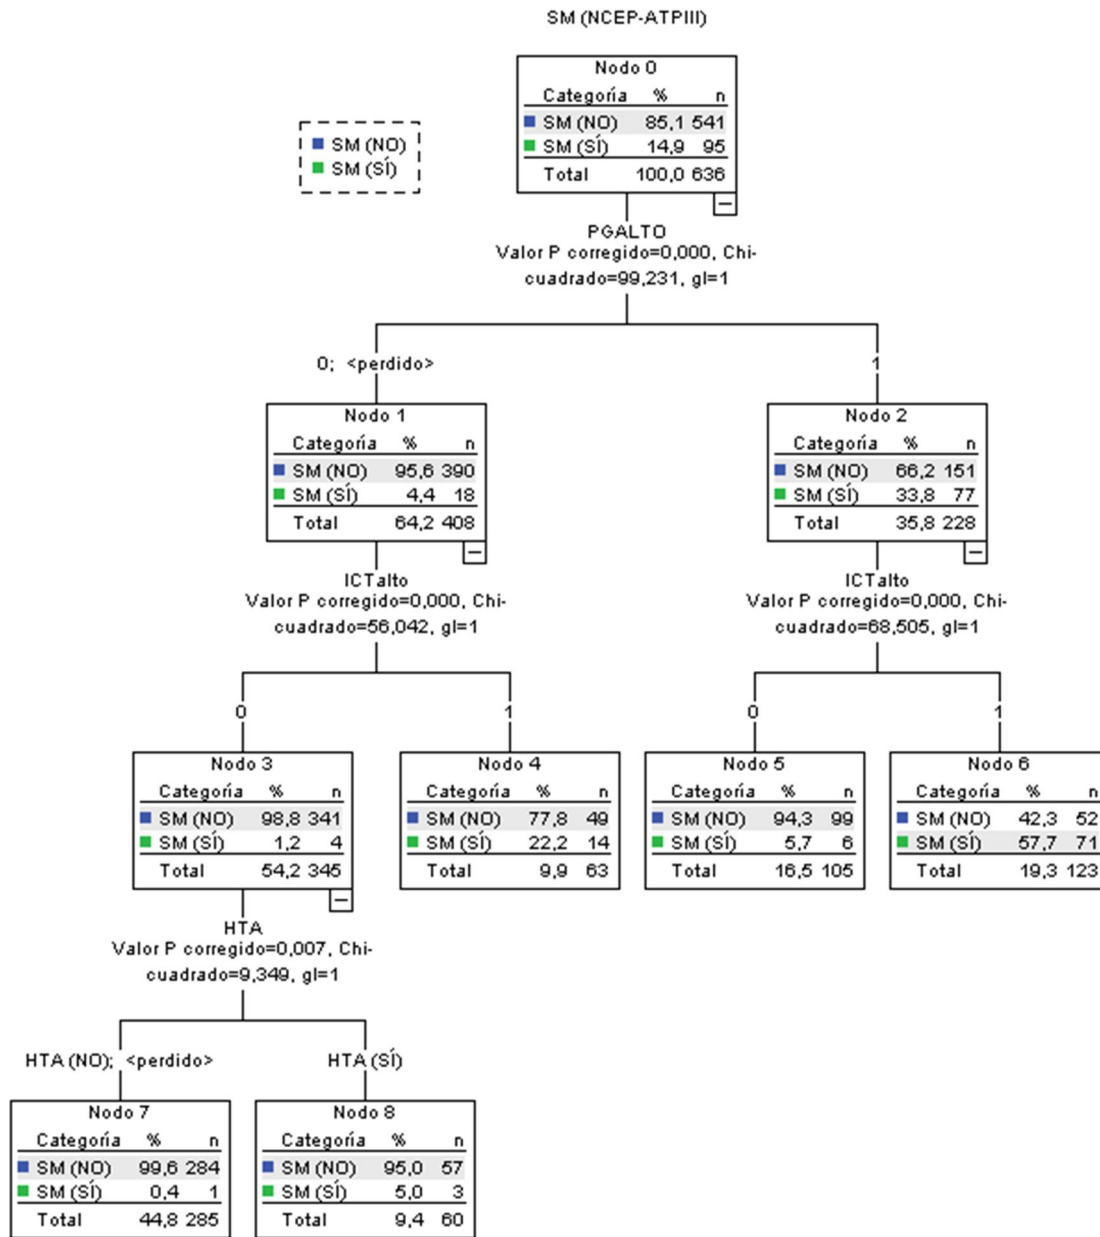 SM (NCEP-ATPIII)
SM (NO)
SM (SÍ)
Nodo 0
Categoría % n
SM (NO) 85,1 541
SM (SÍ) 14,9 95
Total 100,0 636
PGALTO
Valor P corregido=0,000, Chi-
cuadrado=99,231, gl=1
0; <perdido>
1
Nodo 1
Categoría % n
SM (NO) 95,6 390
SM (SÍ) 4,4 18
Total 64,2 408
Nodo 2
Categoría % n
SM (NO) 66,2 151
SM (SÍ) 33,8 77
Total 35,8 228
ICTalto
Valor P corregido=0,000, Chi-
cuadrado=56,042, gl=1
ICTalto
Valor P corregido=0,000, Chi-
cuadrado=68,505, gl=1
0
1
0
1
Nodo 3
Categoría % n
SM (NO) 98,8 341
SM (SÍ) 1,2 4
Total 54,2 345
Nodo 4
Categoría % n
SM (NO) 77,8 49
SM (SÍ) 22,2 14
Total 9,9 63
Nodo 5
Categoría % n
SM (NO) 94,3 99
SM (SÍ) 5,7 6
Total 16,5 105
Nodo 6
Categoría % n
SM (NO) 42,3 52
SM (SÍ) 57,7 71
Total 19,3 123
HTA
Valor P corregido=0,007, Chi-
cuadrado=9,349, gl=1
HTA (NO); <perdido>
HTA (SÍ)
Nodo 7
Categoría % n
SM (NO) 99,6 284
SM (SÍ) 0,4 1
Total 44,8 285
Nodo 8
Categoría % n
SM (NO) 95,0 57
SM (SÍ) 5,0 3
Total 9,4 60